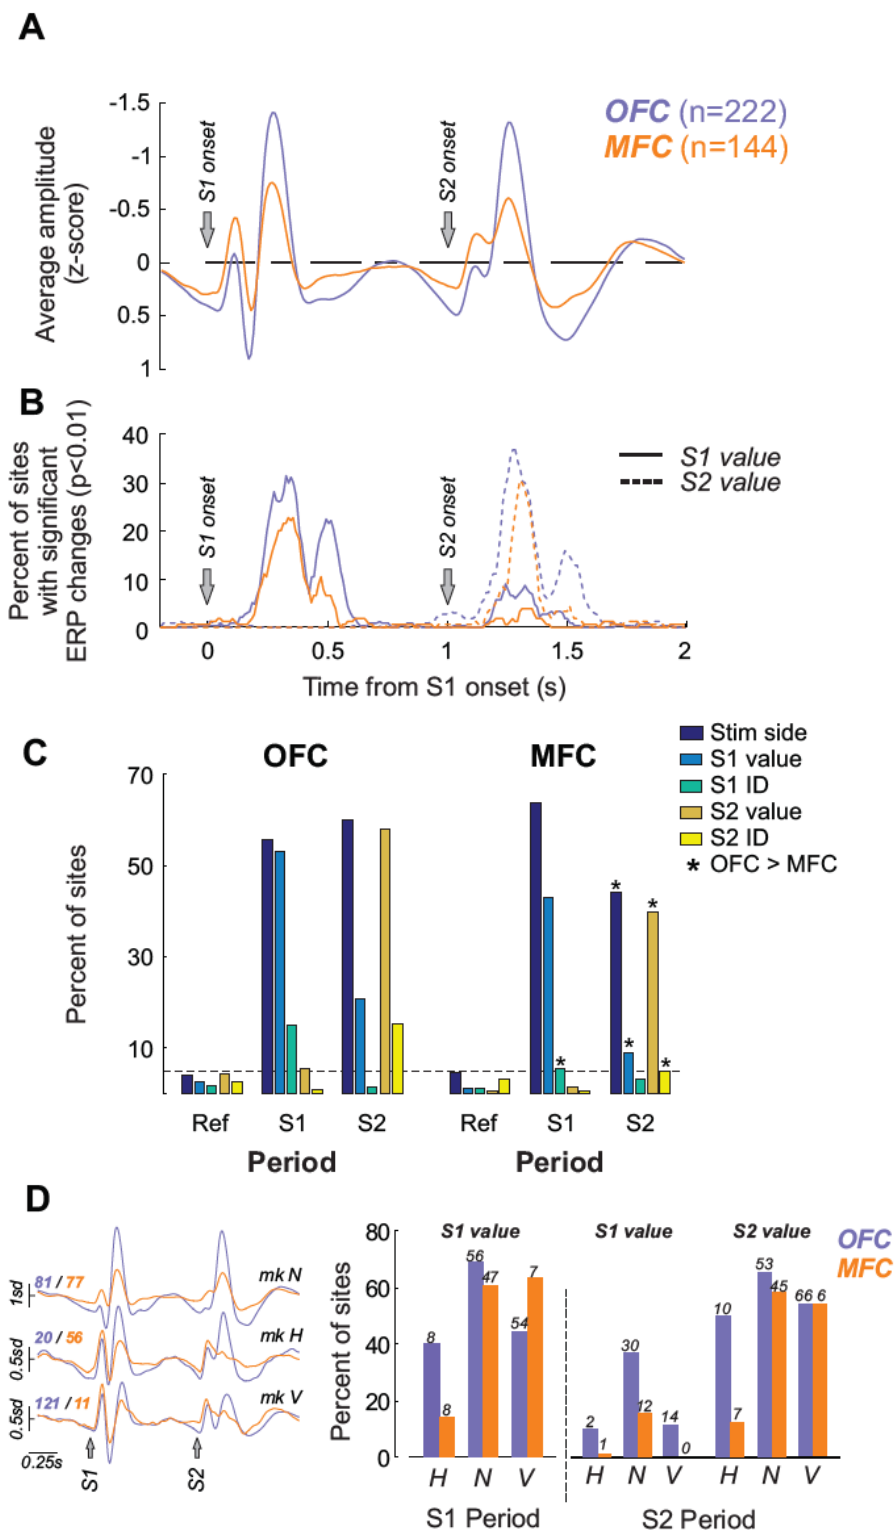 A
Average amplitude
(z-score)
-1.5
-1
-0.5
0
0.5
1
S1 onset
S2 onset
OFC (n=222)
MFC (n=144)
B
Percent of sites
with significant
ERP changes (p<0.01)
40
30
20
10
0
S1 onset
S2 onset
S1 value
S2 value
0 0.5 1 1.5 2
Time from S1 onset (s)
C
OFC
MFC
Stim side
S1 value
S1 ID
S2 value
S2 ID
* OFC > MFC
Percent of sites
70
50
30
10
* * * * *
Ref S1 S2 Ref S1 S2
Period Period
D
81 / 77
mk N
1sd
20 / 56
mk H
0.5sd
121 / 11
mk V
0.5sd
0.25s
S1
S2
Percent of sites
80
60
40
20
0
S1 value S1 value S2 value
OFC
MFC
8 8 56 47 54 7
2 1 30 12 14 0
10 7 53 45 66 6
H N V H N V H N V
S1 Period S2 Period